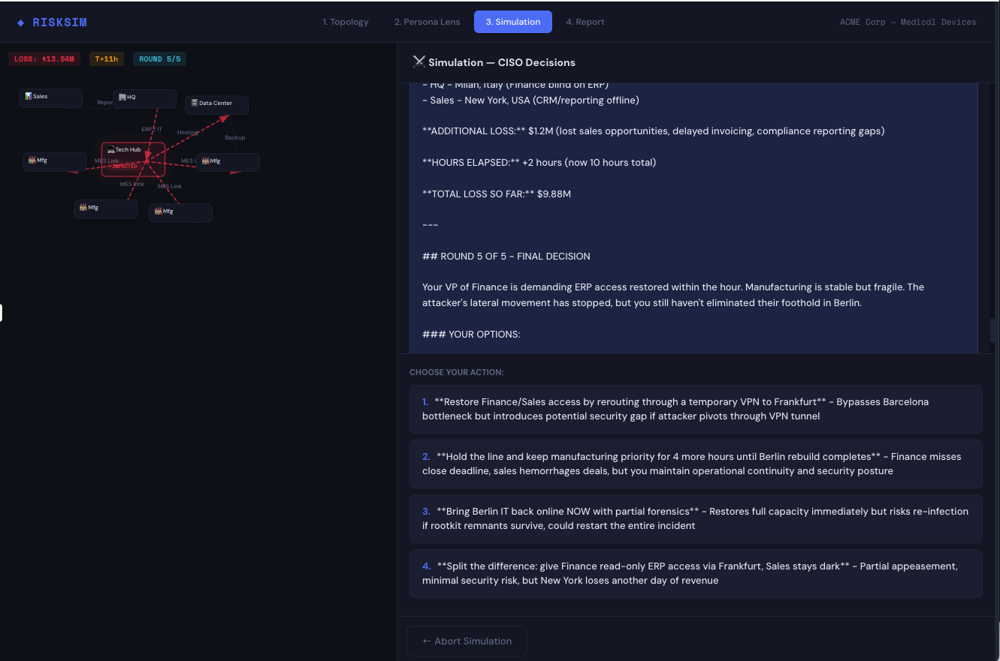 ◆ RISKSIM
1. Topology
2. Persona Lens
3. Simulation
4. Report
ACME Corp — Medical Devices
LOSS: $13.54M
T+11h
ROUND 5/5
Sales
Repor
HQ
Data Center
ERP / IT
Hosting
Backup
Tech Hub
IMPACTED
Mfg
MES Link
MES L
Mfg
MES Link
MES Link
Mfg
Mfg
Simulation — CISO Decisions
- HQ - Milan, Italy (Finance blind on ERP)
- Sales - New York, USA (CRM/reporting offline)
**ADDITIONAL LOSS:** $1.2M (lost sales opportunities, delayed invoicing, compliance reporting gaps)
**HOURS ELAPSED:** +2 hours (now 10 hours total)
**TOTAL LOSS SO FAR:** $9.88M
---
## ROUND 5 OF 5 - FINAL DECISION
Your VP of Finance is demanding ERP access restored within the hour. Manufacturing is stable but fragile. The
attacker's lateral movement has stopped, but you still haven't eliminated their foothold in Berlin.
### YOUR OPTIONS:
CHOOSE YOUR ACTION:
1. **Restore Finance/Sales access by rerouting through a temporary VPN to Frankfurt** - Bypasses Barcelona
bottleneck but introduces potential security gap if attacker pivots through VPN tunnel
2. **Hold the line and keep manufacturing priority for 4 more hours until Berlin rebuild completes** - Finance misses
close deadline, sales hemorrhages deals, but you maintain operational continuity and security posture
3. **Bring Berlin IT back online NOW with partial forensics** - Restores full capacity immediately but risks re-infection
if rootkit remnants survive, could restart the entire incident
4. **Split the difference: give Finance read-only ERP access via Frankfurt, Sales stays dark** - Partial appeasement,
minimal security risk, but New York loses another day of revenue
← Abort Simulation